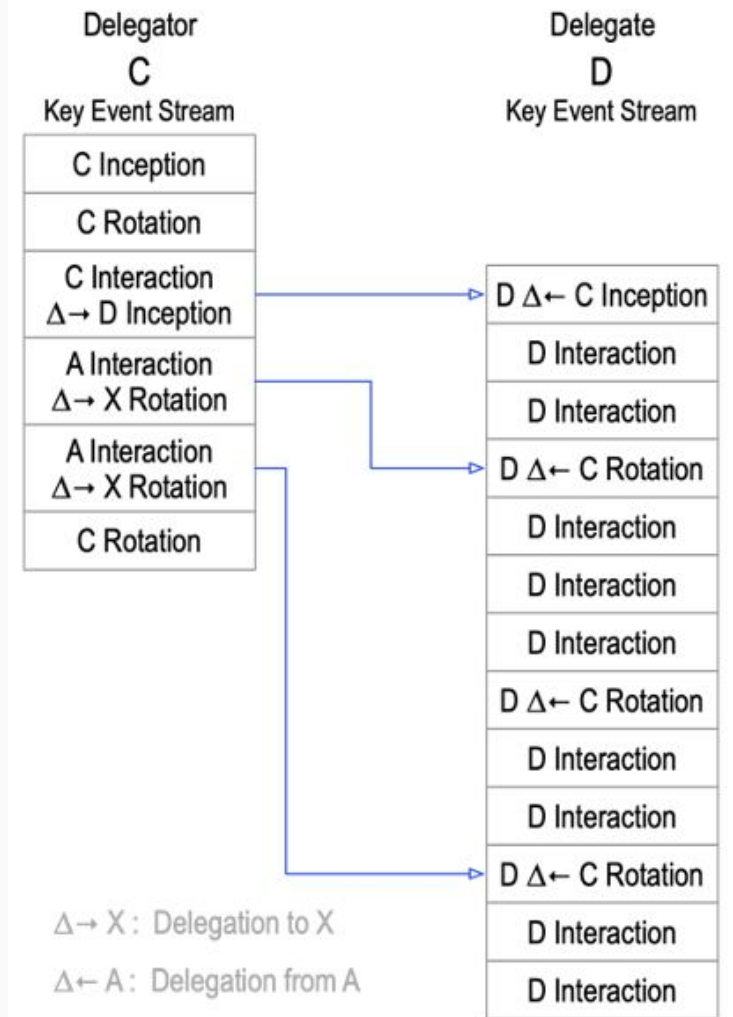 Delegator
C
Key Event Stream
C Inception
C Rotation
C Interaction
Δ→ D Inception
A Interaction
Δ→ X Rotation
A Interaction
Δ→ X Rotation
C Rotation
Delegate
D
Key Event Stream
D Δ← C Inception
D Interaction
D Interaction
D Δ← C Rotation
D Interaction
D Interaction
D Interaction
D Δ← C Rotation
D Interaction
D Interaction
D Δ← C Rotation
D Interaction
D Interaction
Δ→ X : Delegation to X
Δ← A : Delegation from A